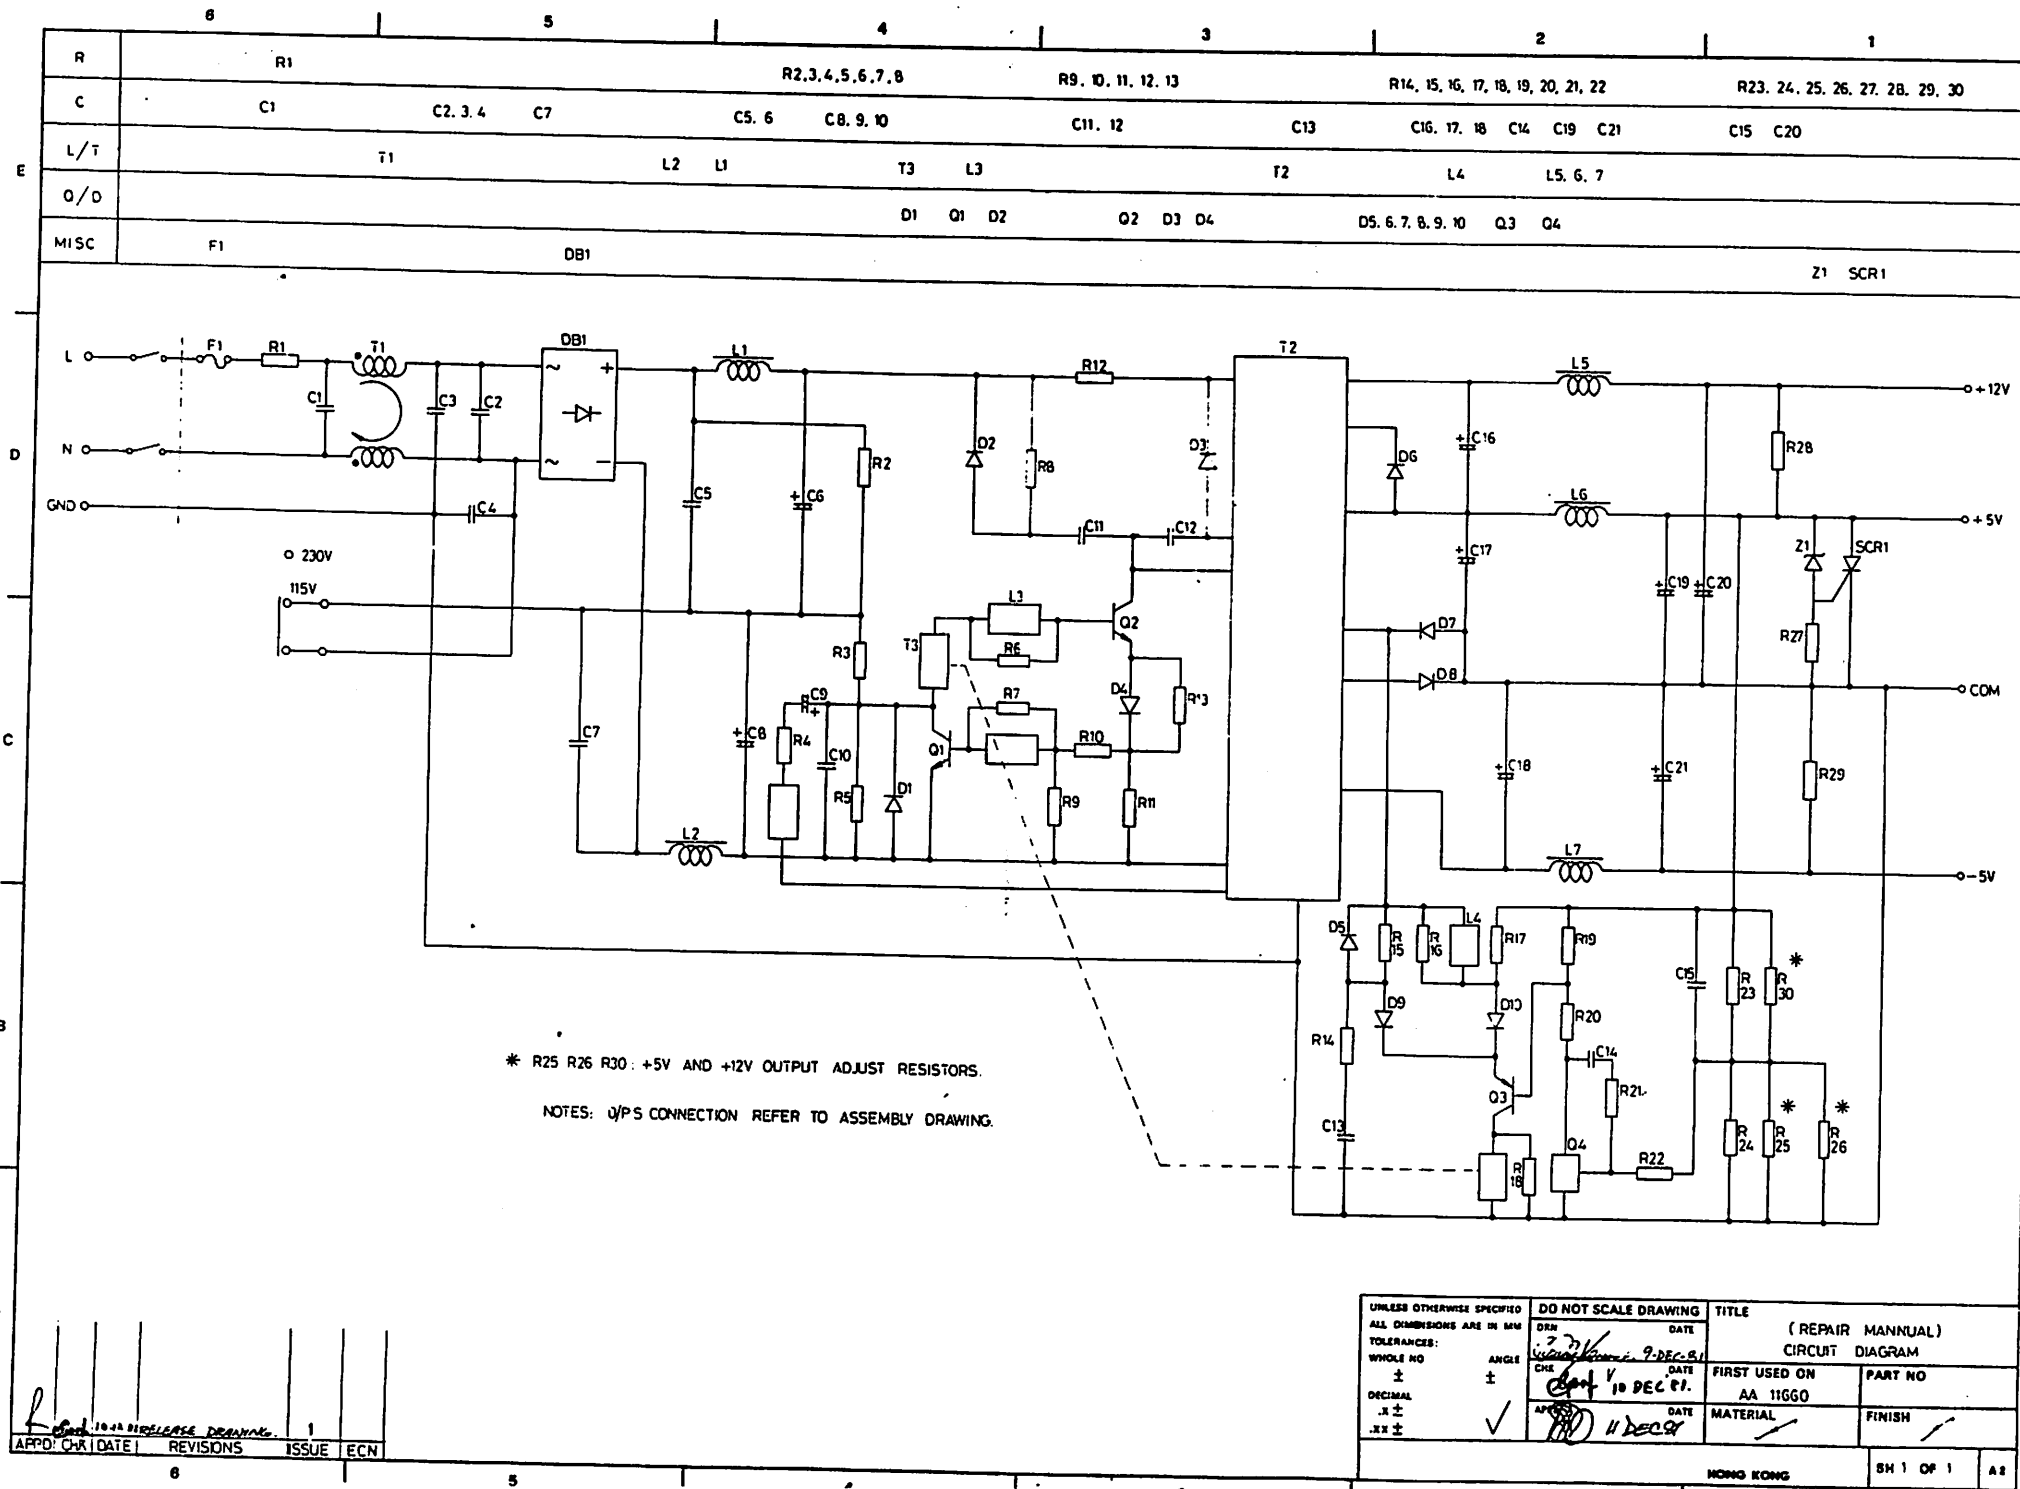 6 5 4 3 2 1
R R1 R2,3,4,5,6,7,8 R9. 10. 11. 12. 13 R14, 15, 16, 17, 18, 19, 20, 21, 22 R23. 24. 25. 26. 27. 28. 29. 30
C C1 C2. 3. 4 C7 C5. 6 C8. 9. 10 C11. 12 C13 C16. 17. 18 C14 C19 C21 C15 C20
E
L/T T1 L2 L1 T3 L3 T2 L4 L5. 6. 7
Q/D D1 Q1 D2 Q2 D3 D4 D5. 6. 7. 8. 9. 10 Q3 Q4
MISC F1 DB1 Z1 SCR1
L F1 R1 T1 DB1 L1 R12 T2 L5 +12V
~ +
C1 C3 C2
D N ~ − R2 D2 R8 D3 D6 + C16 R28
GND C4 C5 + C6 C11 C12 L6 +5V
230V + C17 Z1 SCR1
115V L3 Q2 + C19 + C20
R3 T3 R6 D7 R27
C9 + R7 D4 R13 D8 COM
C C7 + C8 R4 C10 Q1 R10 + C18 + C21 R29
R5 D1 R9 R11
L2 L7 −5V
D5 R 15 R 16 L4 R17 R19 C15 R 23 R 30 *
D9 D10 R20
B R14 C14
Q3 R21
C13 R 18 Q4 R22 R 24 R 25 * R 26 *
* R25 R26 R30 : +5V AND +12V OUTPUT ADJUST RESISTORS.
NOTES: O/PS CONNECTION REFER TO ASSEMBLY DRAWING.
UNLESS OTHERWISE SPECIFIED
ALL DIMENSIONS ARE IN MM
TOLERANCES:
WHOLE NO ANGLE
± ±
DECIMAL
.X ±
.XX ±
DO NOT SCALE DRAWING
DRN DATE
9-DEC-81
CHK DATE
10 DEC 81.
DATE
11 DEC 81
TITLE
(REPAIR MANNUAL)
CIRCUIT DIAGRAM
FIRST USED ON
AA 11660
PART NO
MATERIAL
FINISH
HONG KONG SH 1 OF 1 A2
RELEASE DRAWING. 1
APPD CHK DATE REVISIONS ISSUE ECN
6 5